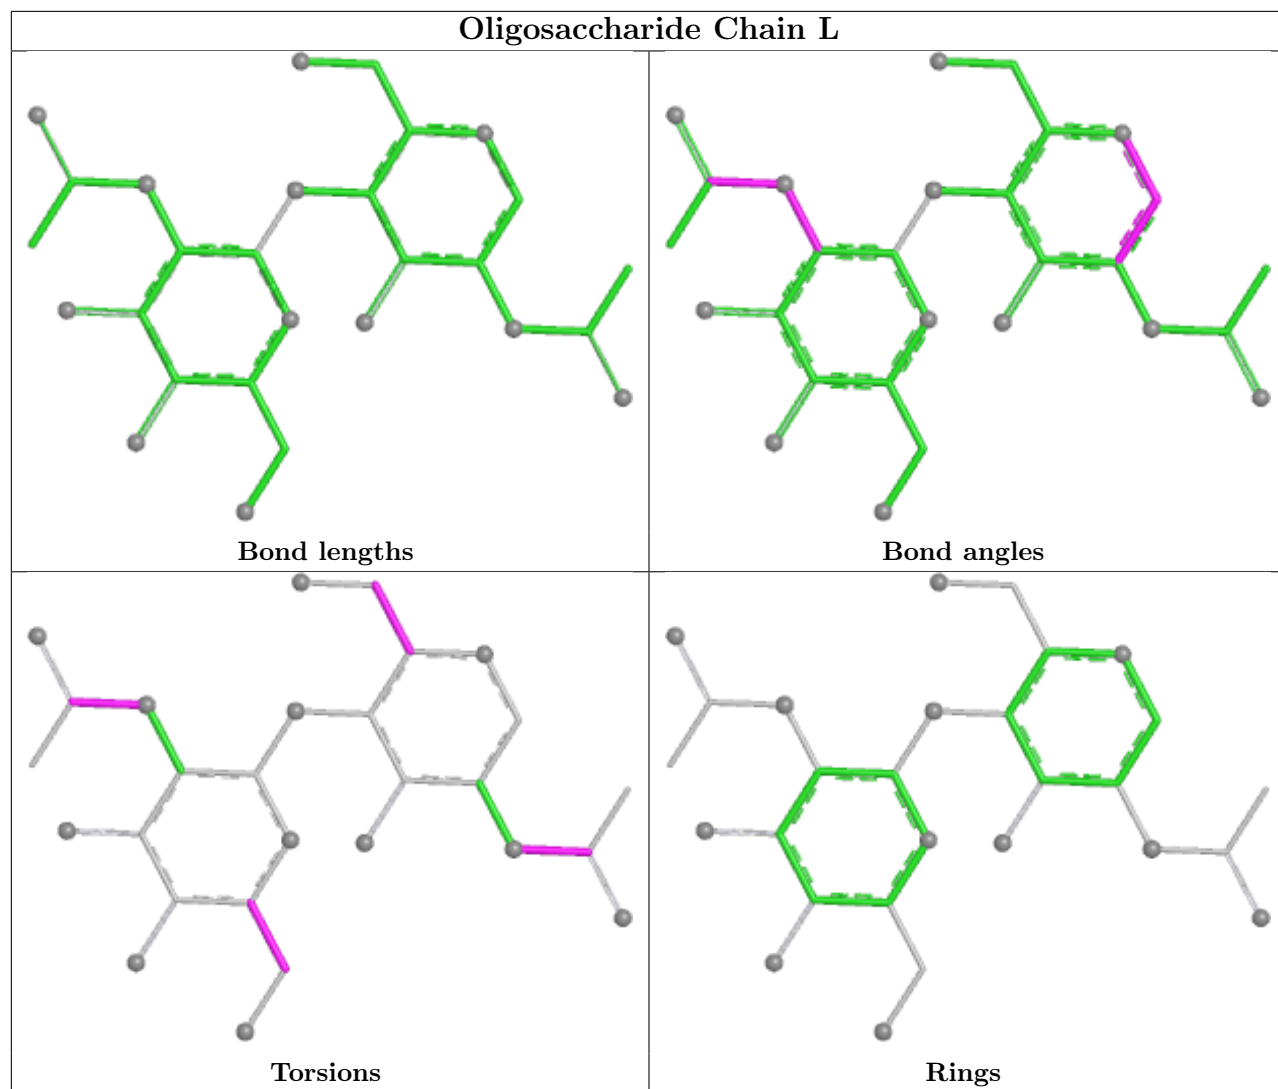 Oligosaccharide Chain L
Bond lengths
Bond angles
Torsions
Rings